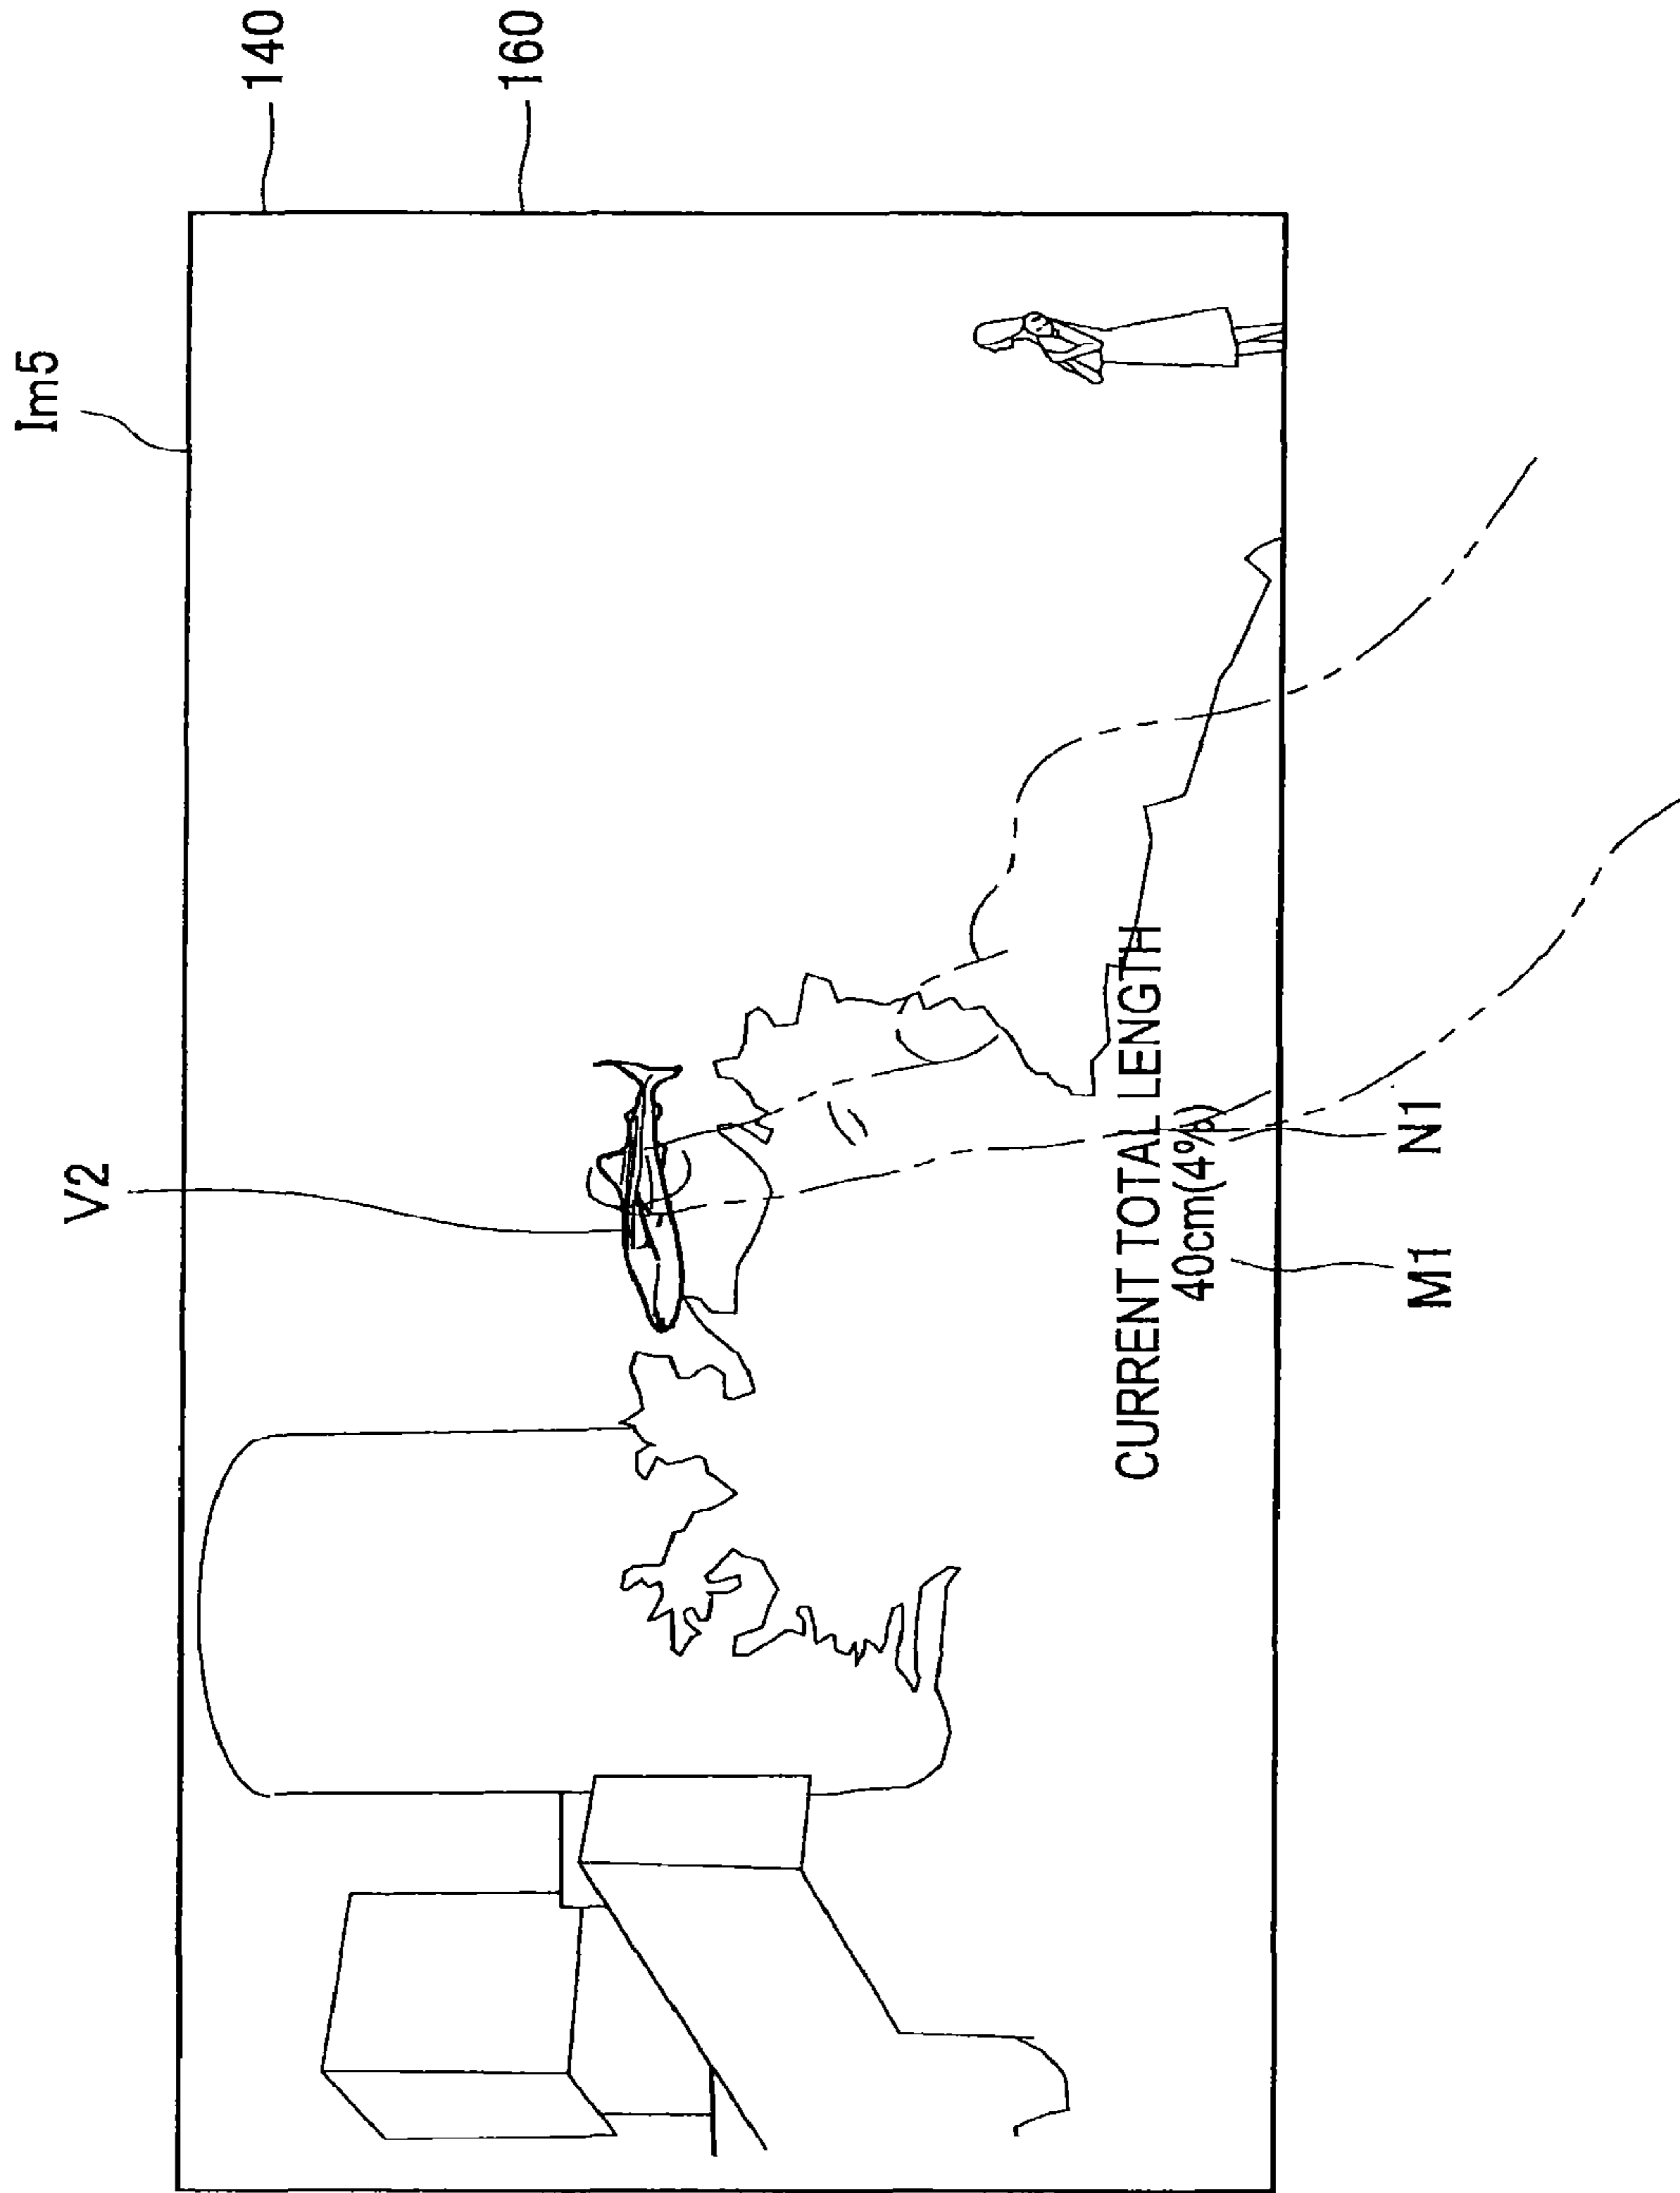 Im5
140
V2
160
CURRENT TOTAL LENGTH
40cm(4%)
M1
N1